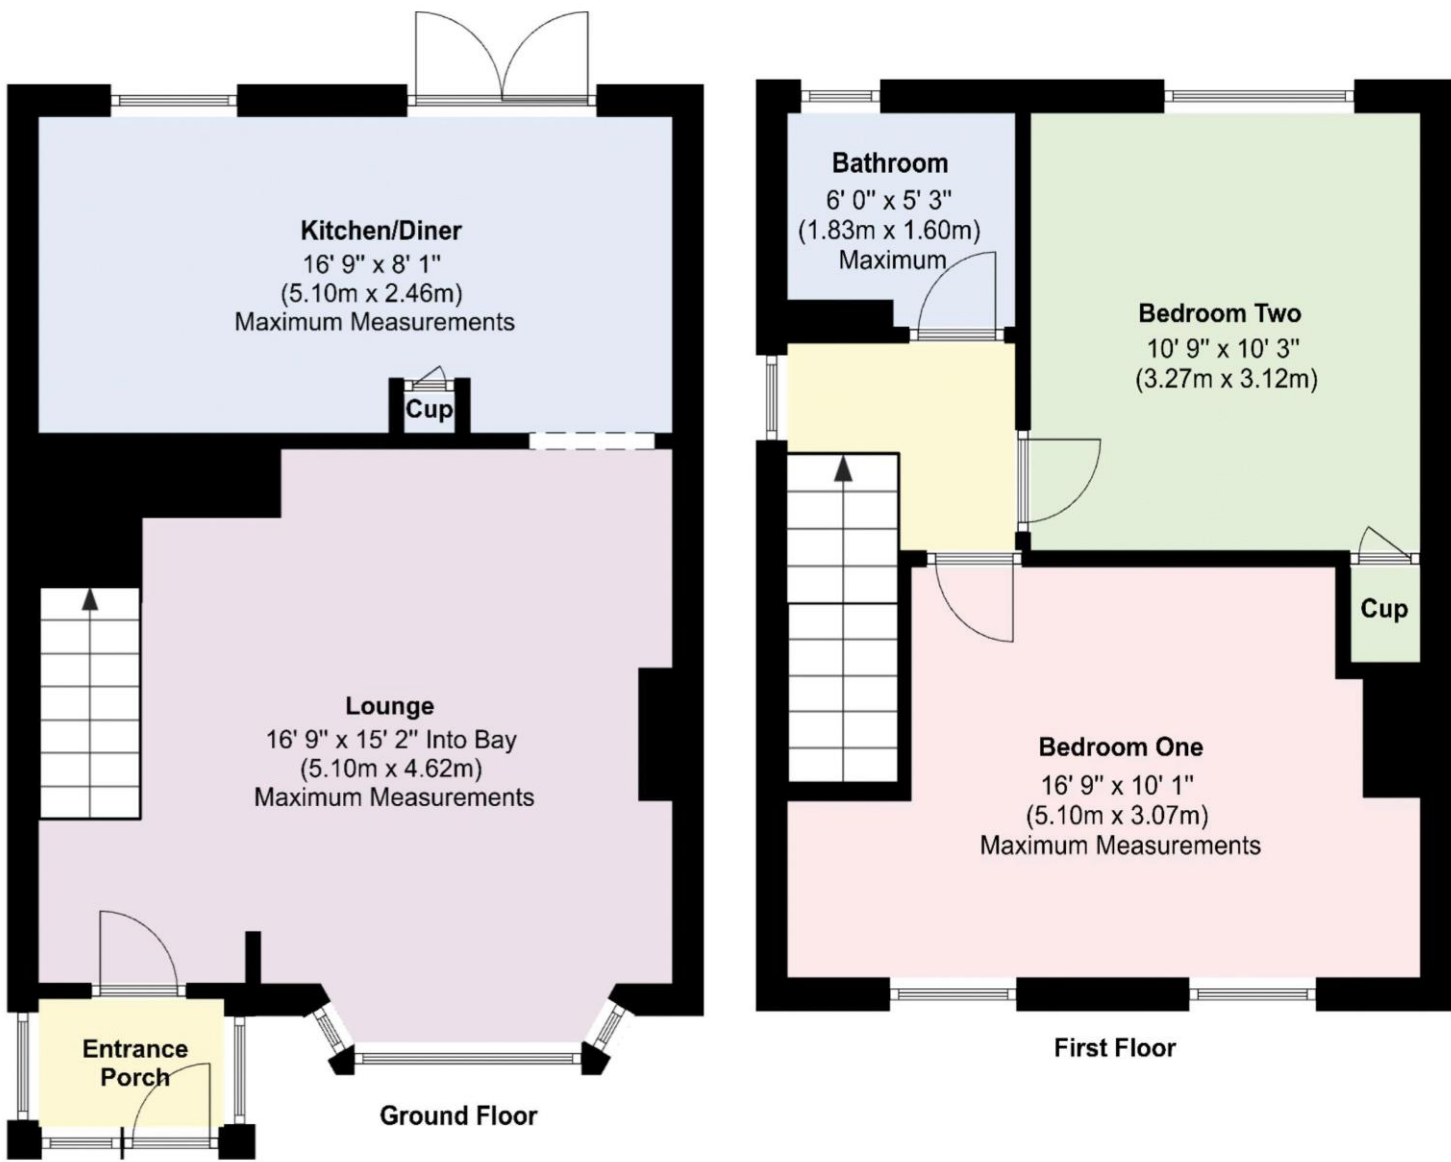 Kitchen/Diner
16' 9" x 8' 1"
(5.10m x 2.46m)
Maximum Measurements
Cup
Lounge
16' 9" x 15' 2" Into Bay
(5.10m x 4.62m)
Maximum Measurements
Entrance
Porch
Ground Floor
Bathroom
6' 0" x 5' 3"
(1.83m x 1.60m)
Maximum
Bedroom Two
10' 9" x 10' 3"
(3.27m x 3.12m)
Cup
Bedroom One
16' 9" x 10' 1"
(5.10m x 3.07m)
Maximum Measurements
First Floor